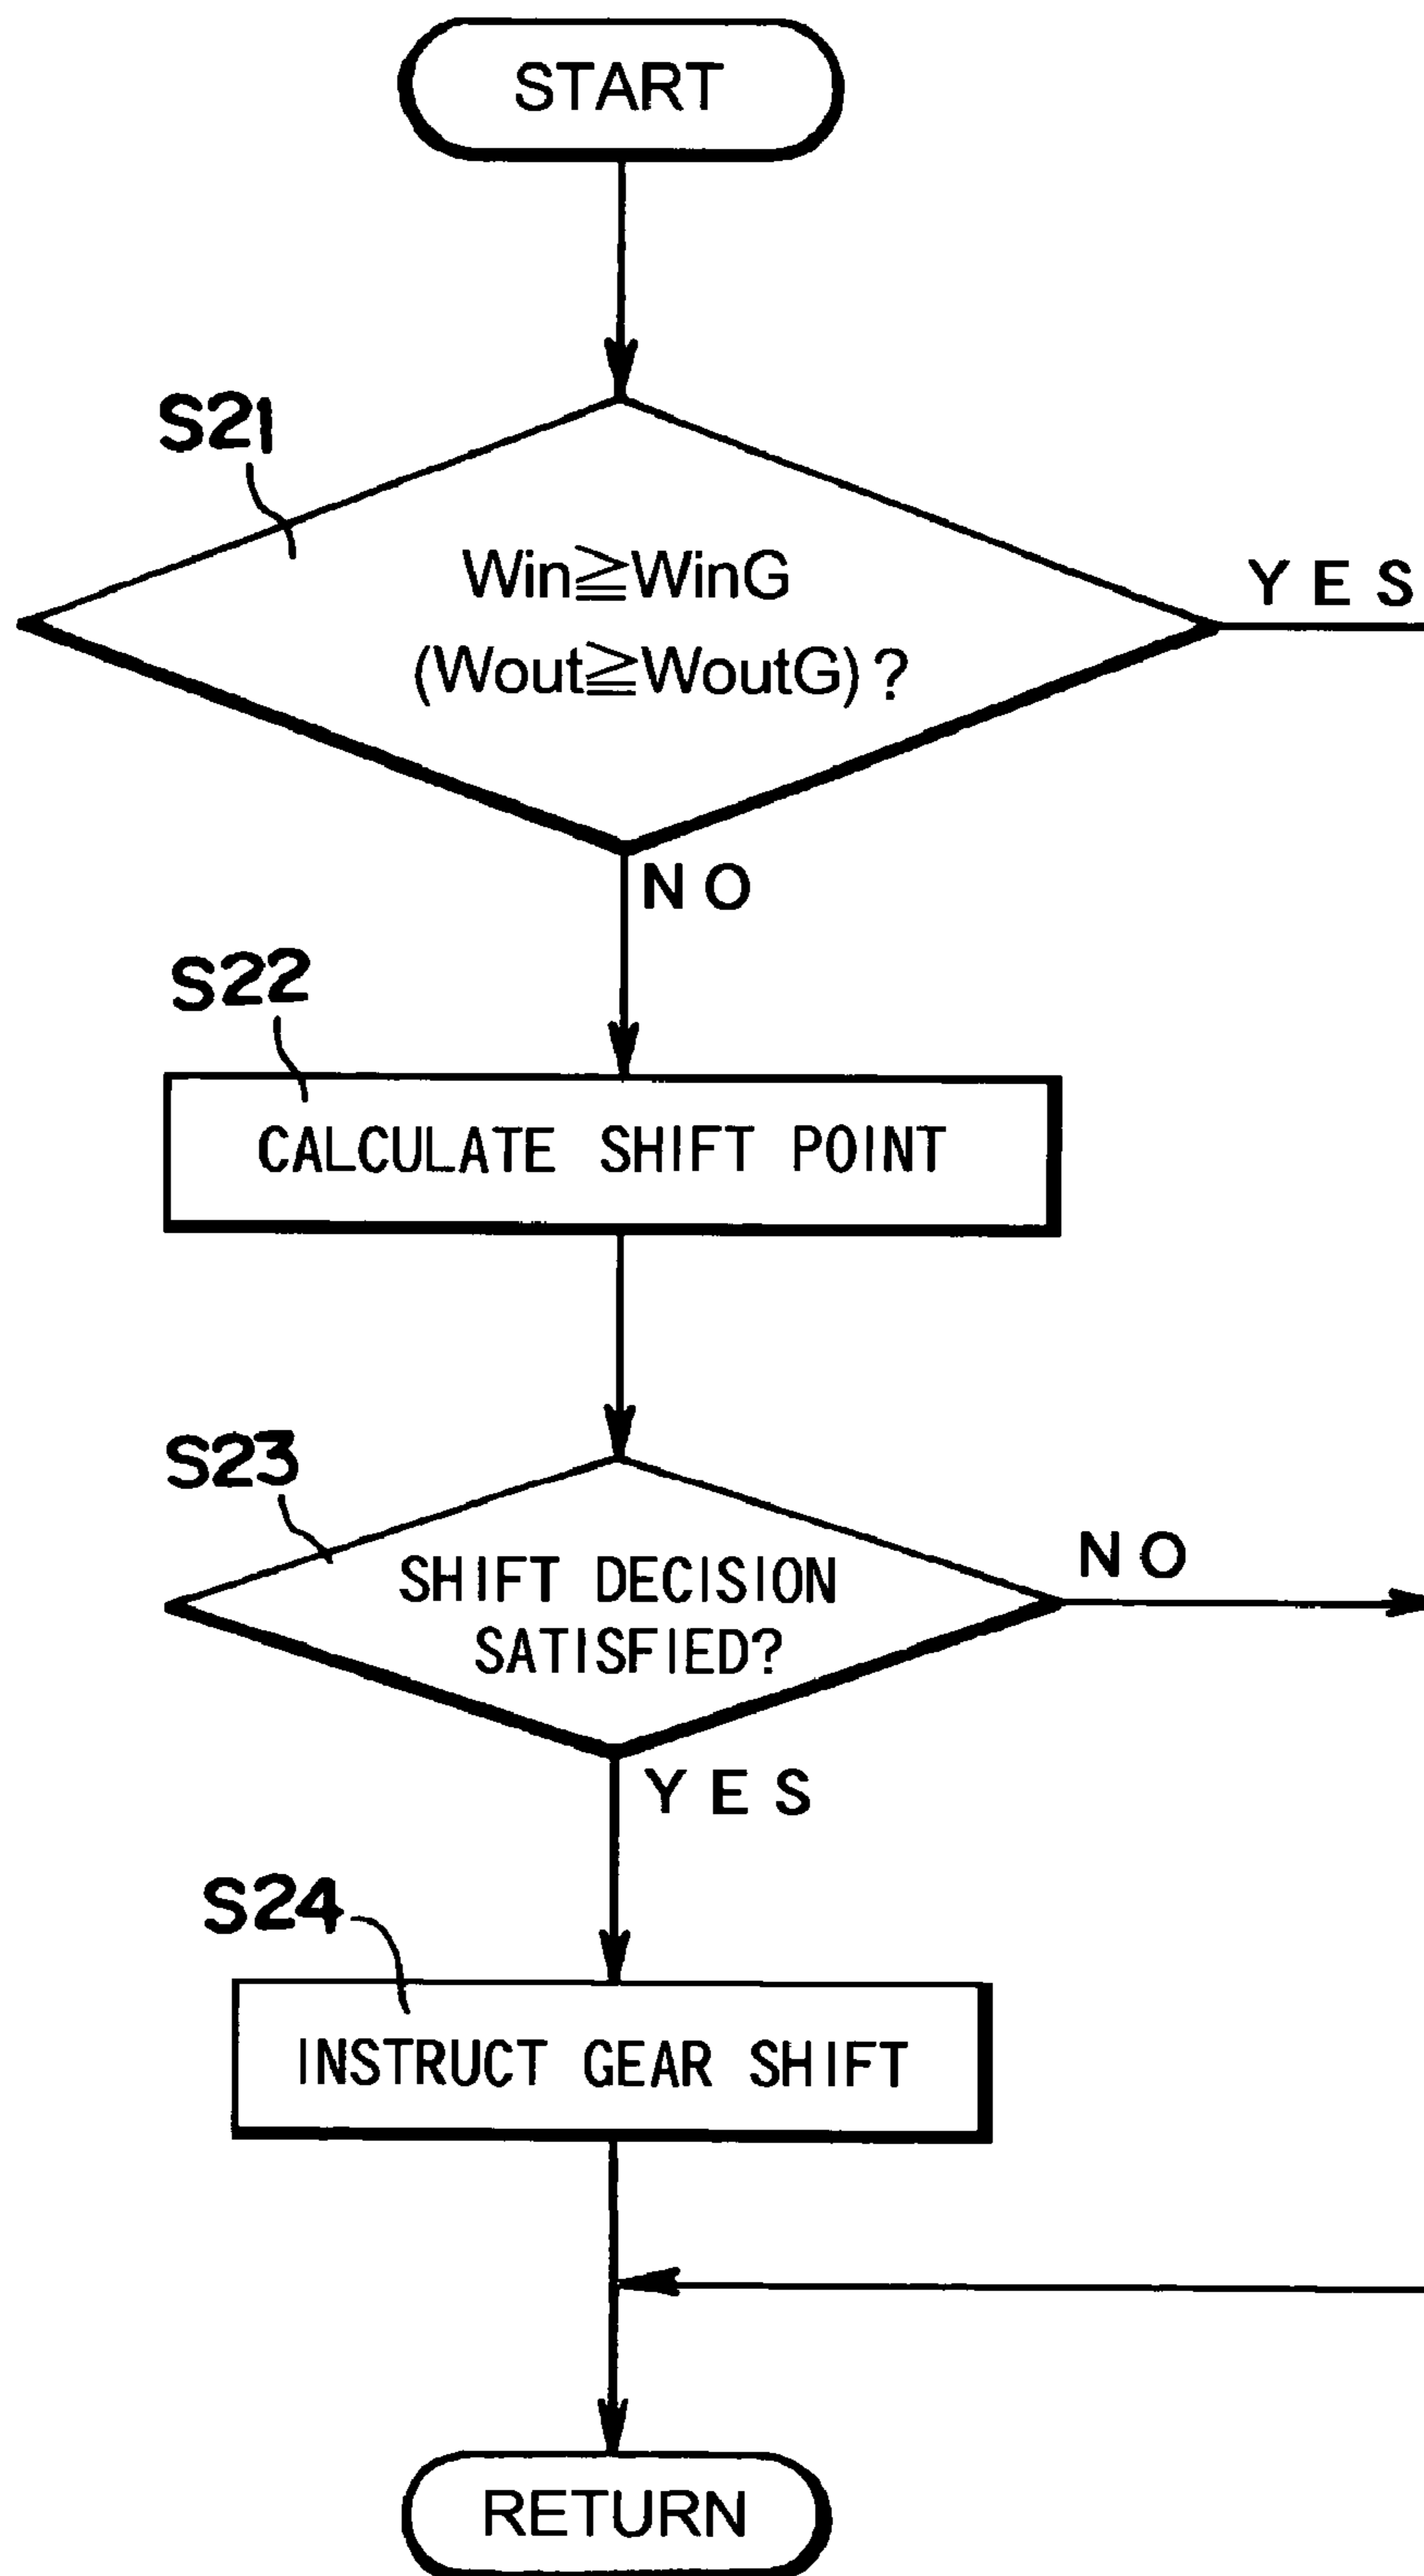 START
S21
Win≧WinG
(Wout≧WoutG)?
YES
NO
S22
CALCULATE SHIFT POINT
S23
SHIFT DECISION
SATISFIED?
NO
YES
S24
INSTRUCT GEAR SHIFT
RETURN